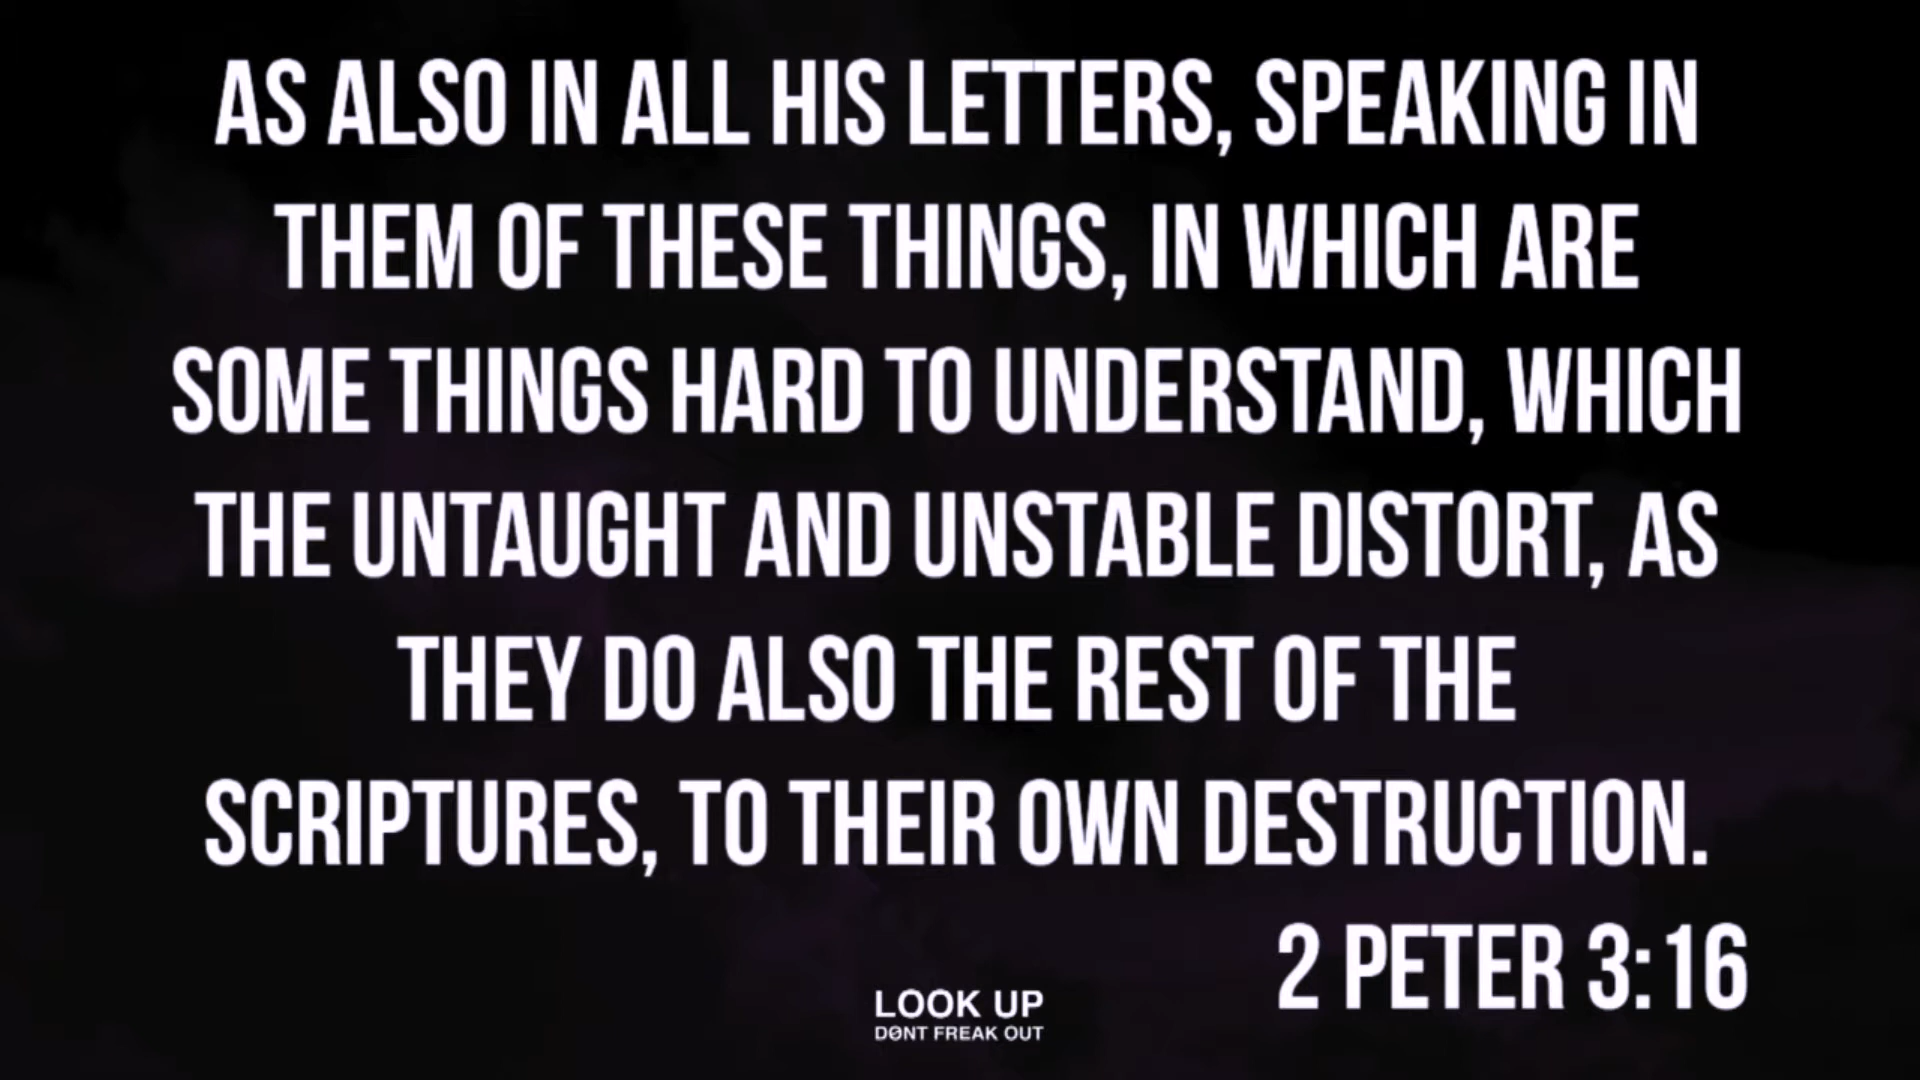 AS ALSO IN ALL HIS LETTERS, SPEAKING IN
THEM OF THESE THINGS, IN WHICH ARE
SOME THINGS HARD TO UNDERSTAND, WHICH
THE UNTAUGHT AND UNSTABLE DISTORT, AS
THEY DO ALSO THE REST OF THE
SCRIPTURES, TO THEIR OWN DESTRUCTION.
2 PETER 3:16
LOOK UP
DØNT FREAK OUT